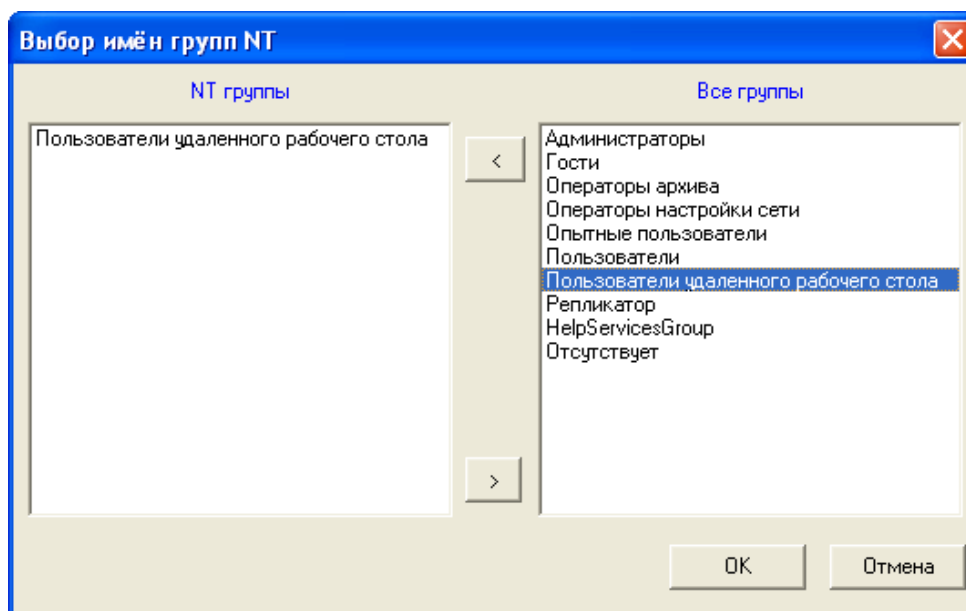 Выбор имён групп NT
NT группы
Все группы
Пользователи удаленного рабочего стола
<
>
Администраторы
Гости
Операторы архива
Операторы настройки сети
Опытные пользователи
Пользователи
Пользователи удаленного рабочего стола
Репликатор
HelpServicesGroup
Отсутствует
OK
Отмена